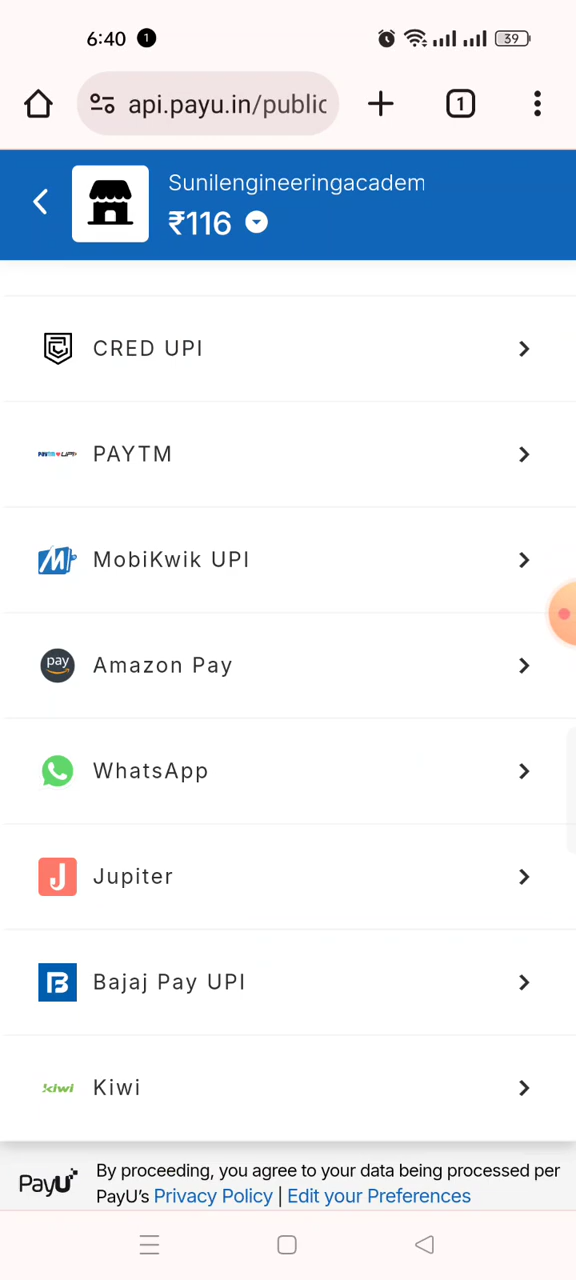 6:40 1 39
api.payu.in/public 1
Sunilengineeringacadem
₹116
CRED UPI
PAYTM
MobiKwik UPI
pay Amazon Pay
WhatsApp
J Jupiter
B Bajaj Pay UPI
kiwi Kiwi
PayU By proceeding, you agree to your data being processed per
PayU's Privacy Policy | Edit your Preferences